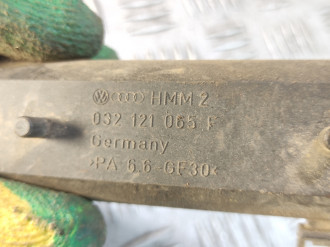 HMM 2
032 121 065 F
Germany
>PA 6.6-GF30<